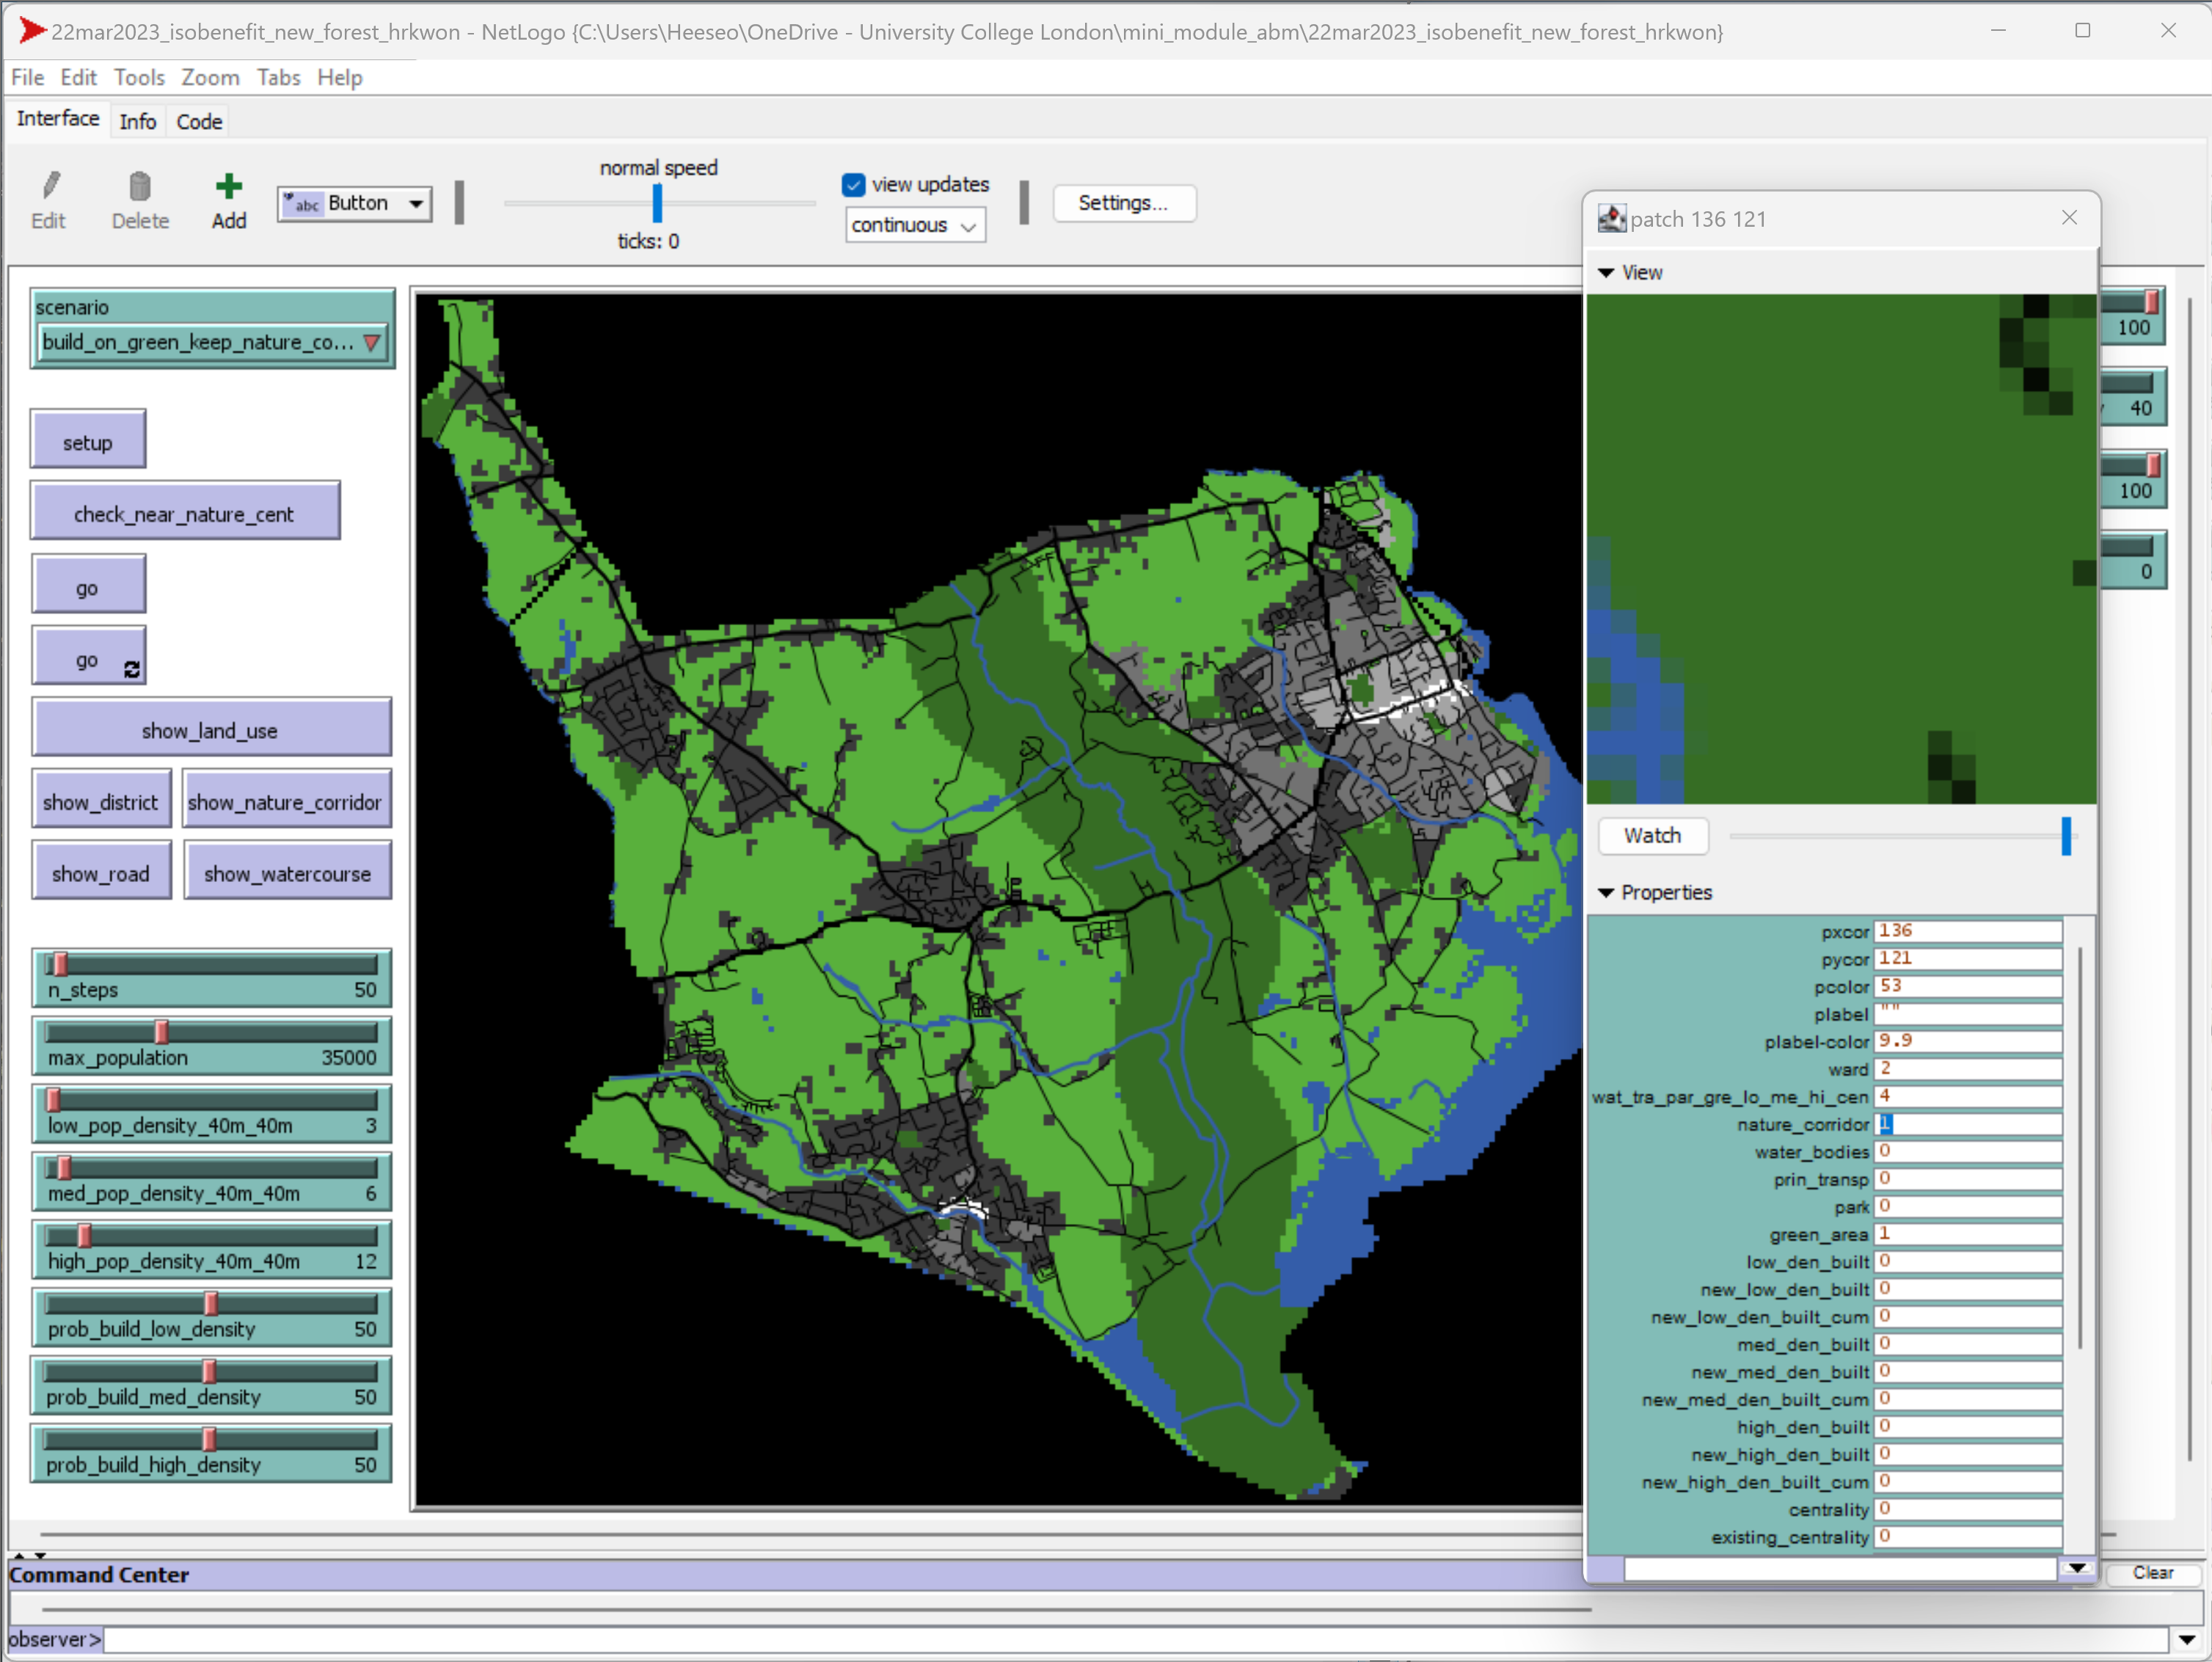 22mar2023_isobenefit_new_forest_hrkwon - NetLogo {C:\Users\Heeseo\OneDrive - University College London\mini_module_abm\22mar2023_isobenefit_new_forest_hrkwon}
File Edit Tools Zoom Tabs Help
Interface Info Code
Edit Delete Add abc Button
normal speed
ticks: 0
view updates
continuous
Settings...
scenario
build_on_green_keep_nature_co...
setup
check_near_nature_cent
go
go
show_land_use
show_district show_nature_corridor
show_road show_watercourse
n_steps 50
max_population 35000
low_pop_density_40m_40m 3
med_pop_density_40m_40m 6
high_pop_density_40m_40m 12
prob_build_low_density 50
prob_build_med_density 50
prob_build_high_density 50
patch 136 121
View
Watch
Properties
pxcor 136
pycor 121
pcolor 53
plabel ""
plabel-color 9.9
ward 2
wat_tra_par_gre_lo_me_hi_cen 4
nature_corridor 1
water_bodies 0
prin_transp 0
park 0
green_area 1
low_den_built 0
new_low_den_built 0
new_low_den_built_cum 0
med_den_built 0
new_med_den_built 0
new_med_den_built_cum 0
high_den_built 0
new_high_den_built 0
new_high_den_built_cum 0
centrality 0
existing_centrality 0
100
40
100
0
Command Center
Clear
observer>